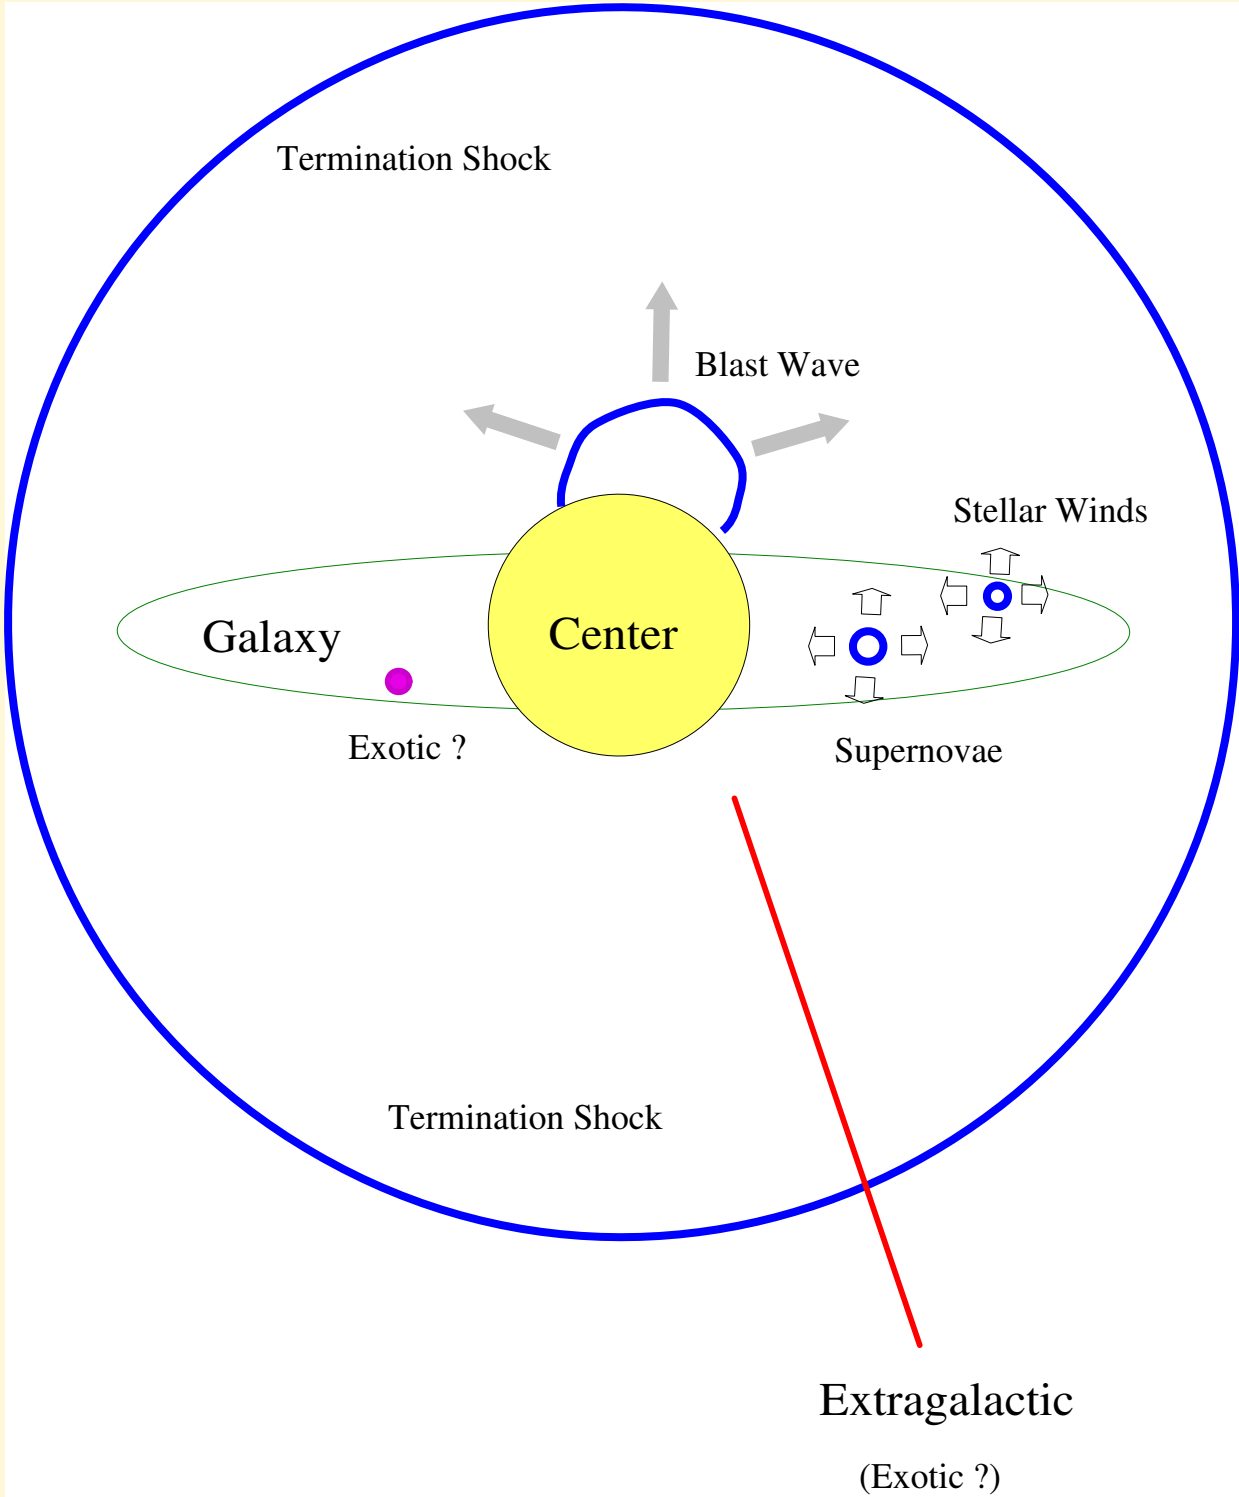 Termination Shock
Blast Wave
Stellar Winds
Galaxy
Center
Exotic ?
Supernovae
Termination Shock
Extragalactic
(Exotic ?)